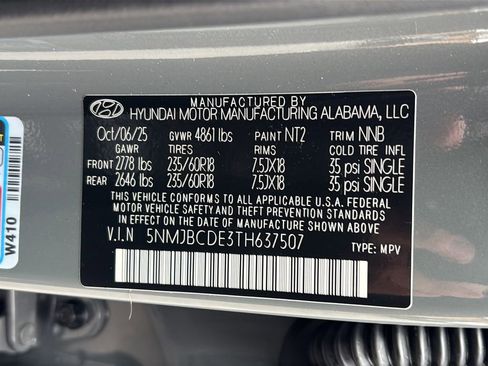 MANUFACTURED BY
HYUNDAI MOTOR MANUFACTURING ALABAMA, LLC
Oct/06/25 GVWR 4861 lbs PAINT NT2 TRIM NNB
GAWR TIRES RIMS COLD TIRE INFL
FRONT 2778 lbs 235/60R18 7.5JX18 35 psi SINGLE
REAR 2646 lbs 235/60R18 7.5JX18 35 psi SINGLE
THIS VEHICLE CONFORMS TO ALL APPLICABLE U.S.A. FEDERAL
MOTOR VEHICLE SAFETY, BUMPER, AND THEFT PREVENTION
STANDARDS IN EFFECT ON THE DATE OF MANUFACTURE SHOWN ABOVE.
V.I.N 5NMJBCDE3TH637507
TYPE: MPV
W410